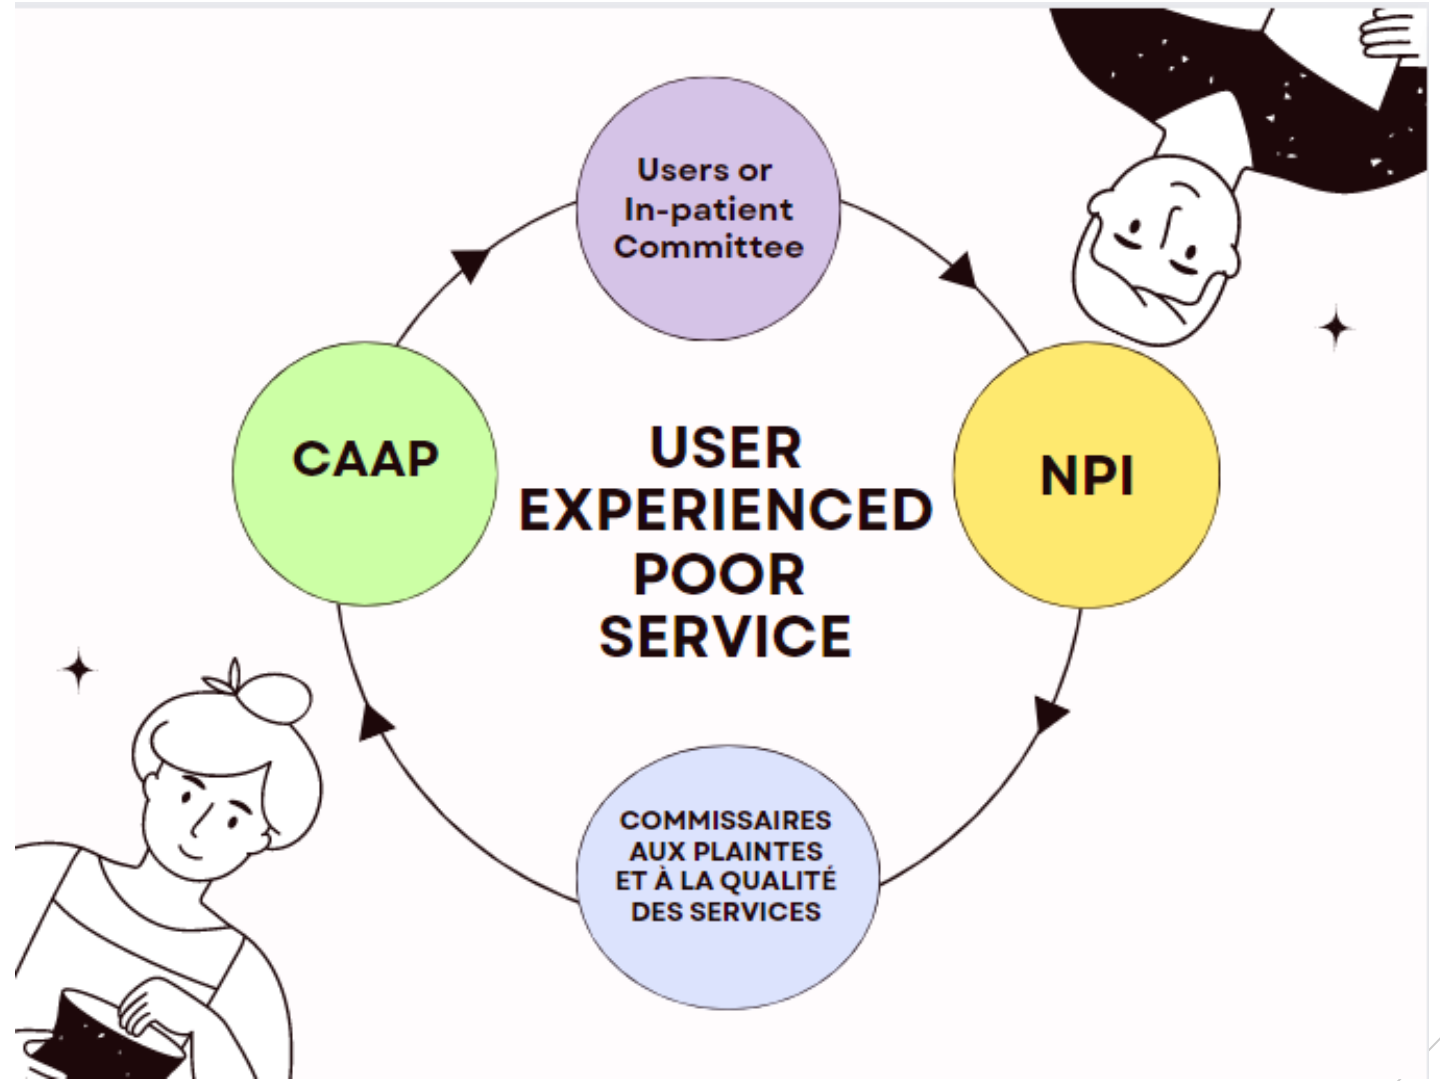 Users or
In-patient
Committee
CAAP
USER
EXPERIENCED
POOR
SERVICE
NPI
COMMISSAIRES
AUX PLAINTES
ET À LA QUALITÉ
DES SERVICES